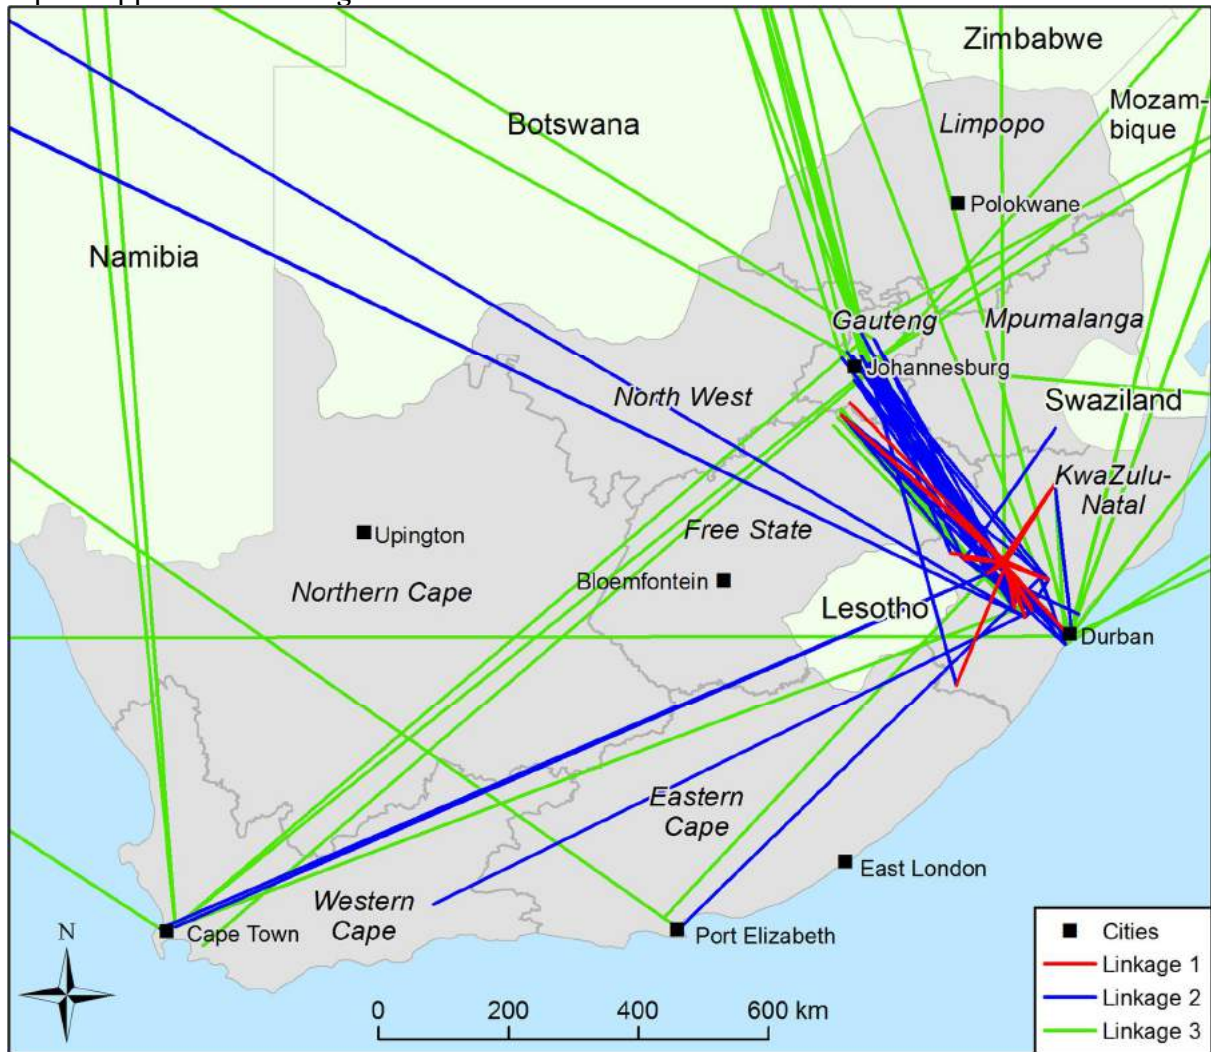 Zimbabwe
Mozam-
bique
Botswana
Limpopo
Polokwane
Namibia
Gauteng
Mpumalanga
Johannesburg
North West
Swaziland
KwaZulu-
Natal
Upington
Free State
Bloemfontein
Northern Cape
Lesotho
Durban
Eastern
Cape
East London
Western
Cape
Cape Town
Port Elizabeth
N
0 200 400 600 km
Cities
Linkage 1
Linkage 2
Linkage 3